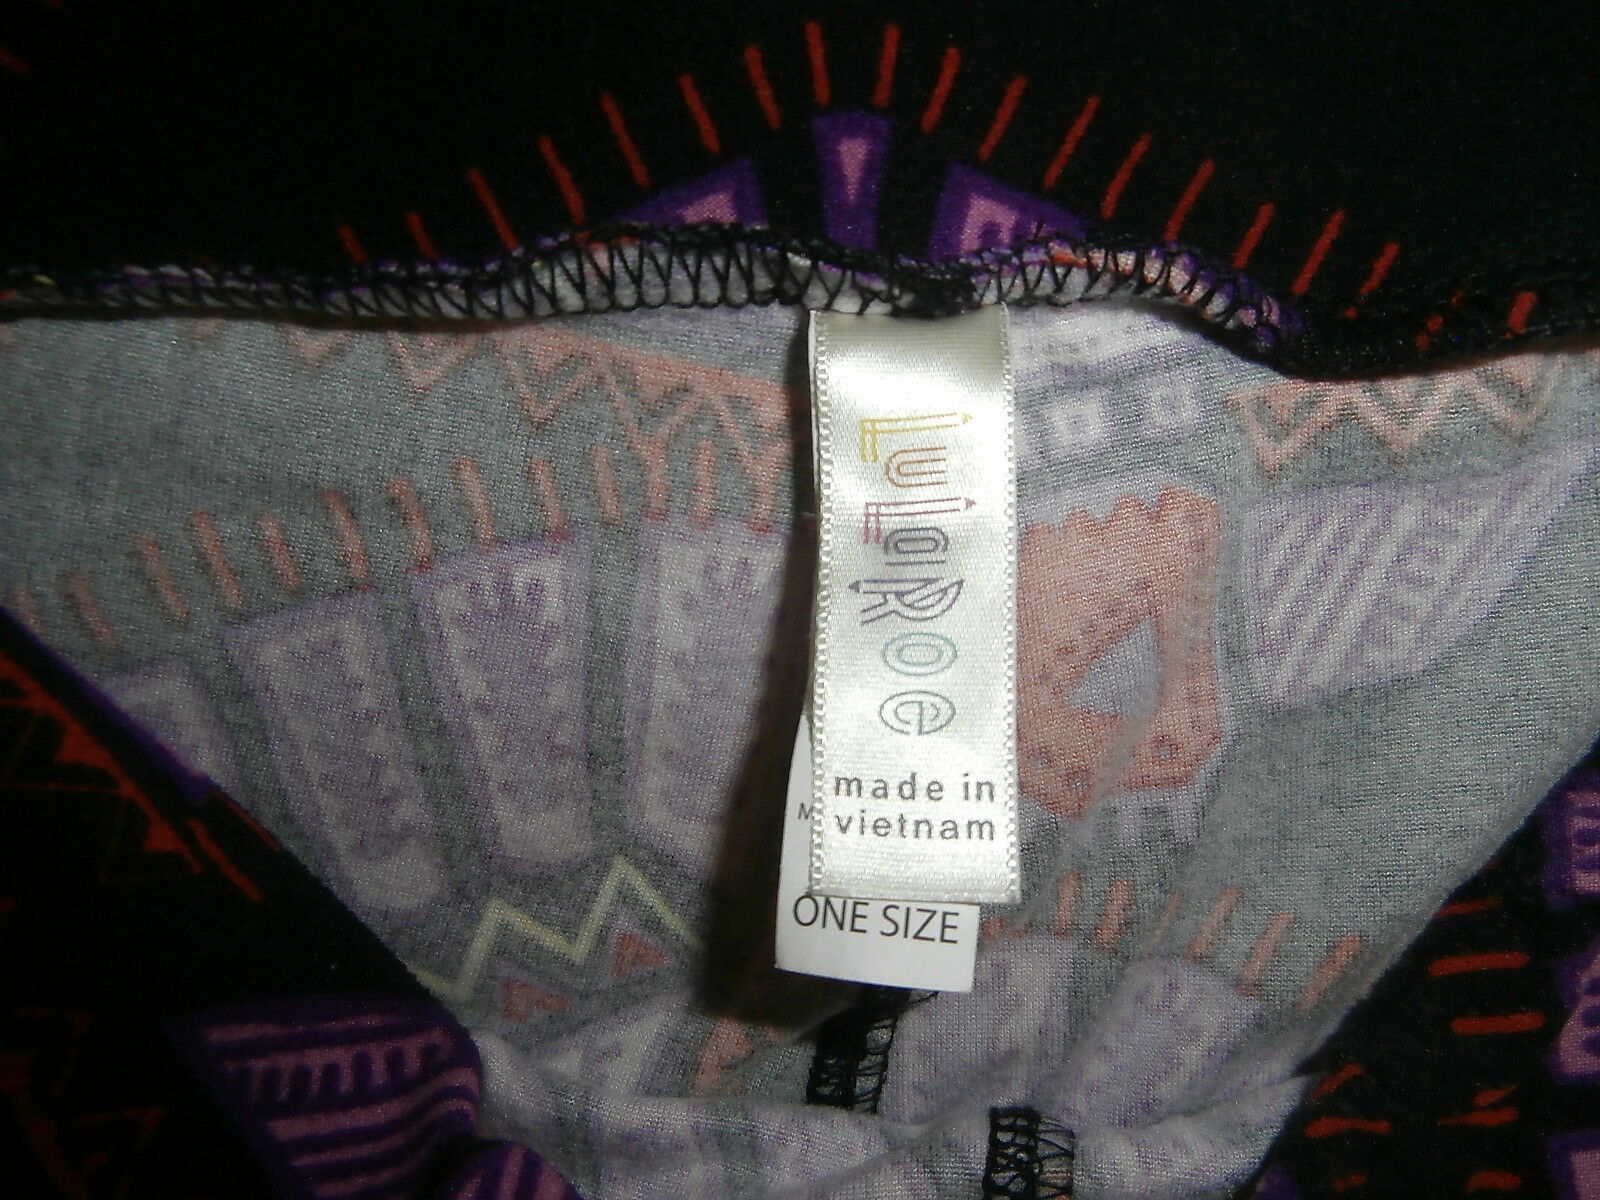 LuLaRoe
made in
vietnam
M
ONE SIZE